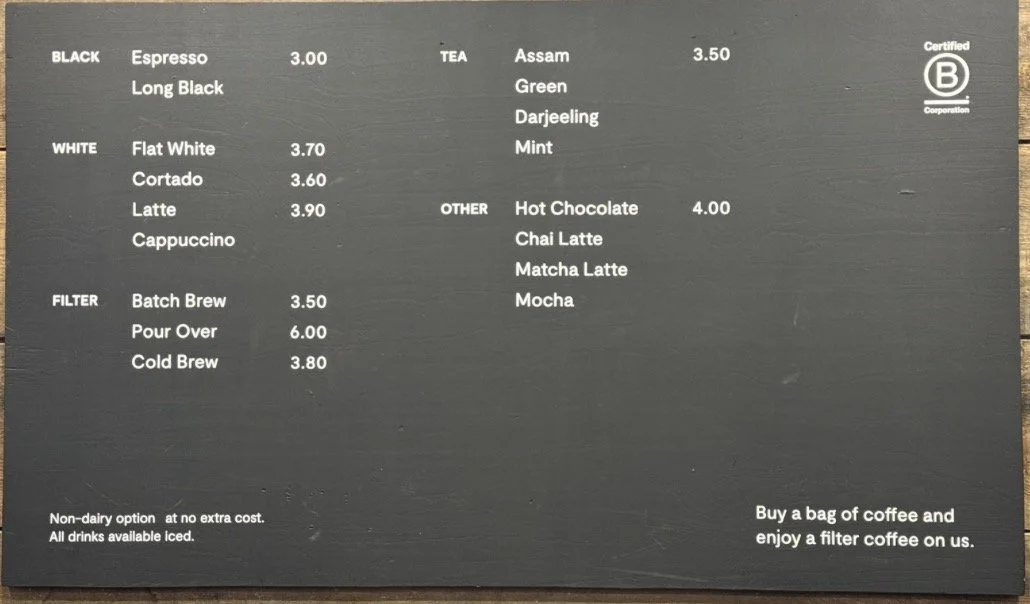 BLACK Espresso 3.00
Long Black
WHITE Flat White 3.70
Cortado 3.60
Latte 3.90
Cappuccino
FILTER Batch Brew 3.50
Pour Over 6.00
Cold Brew 3.80
TEA Assam 3.50
Green
Darjeeling
Mint
OTHER Hot Chocolate 4.00
Chai Latte
Matcha Latte
Mocha
Certified
B
Corporation
Non-dairy option at no extra cost.
All drinks available iced.
Buy a bag of coffee and
enjoy a filter coffee on us.